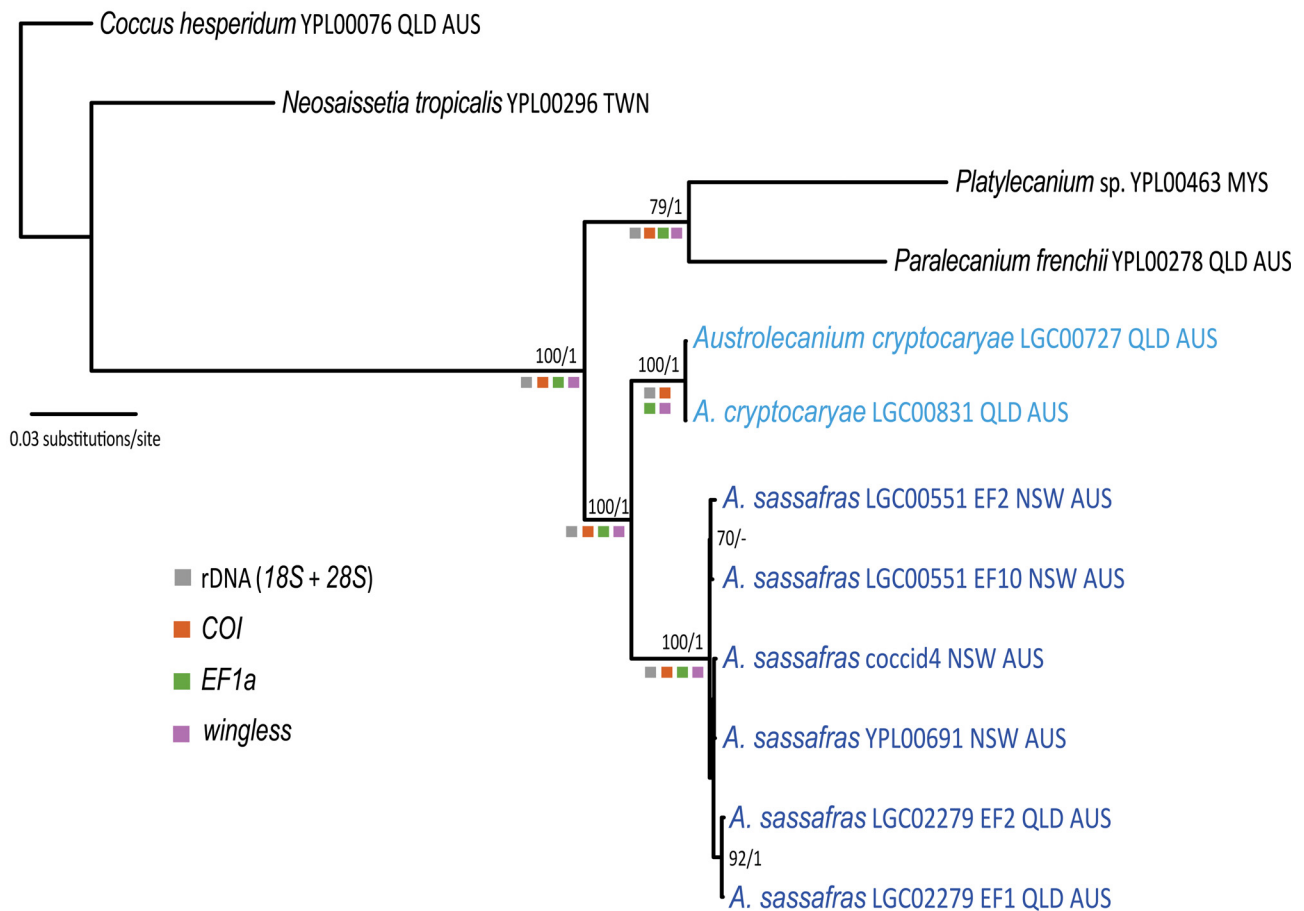 Coccus hesperidum YPL00076 QLD AUS
Neosaissetia tropicalis YPL00296 TWN
Platylecanium sp. YPL00463 MYS
79/1
Paralecanium frenchii YPL00278 QLD AUS
Austrolecanium cryptocaryae LGC00727 QLD AUS
100/1
100/1
A. cryptocaryae LGC00831 QLD AUS
0.03 substitutions/site
A. sassafras LGC00551 EF2 NSW AUS
100/1
70/-
rDNA (18S + 28S)
A. sassafras LGC00551 EF10 NSW AUS
COI
100/1
A. sassafras coccid4 NSW AUS
EF1a
wingless
A. sassafras YPL00691 NSW AUS
A. sassafras LGC02279 EF2 QLD AUS
92/1
A. sassafras LGC02279 EF1 QLD AUS